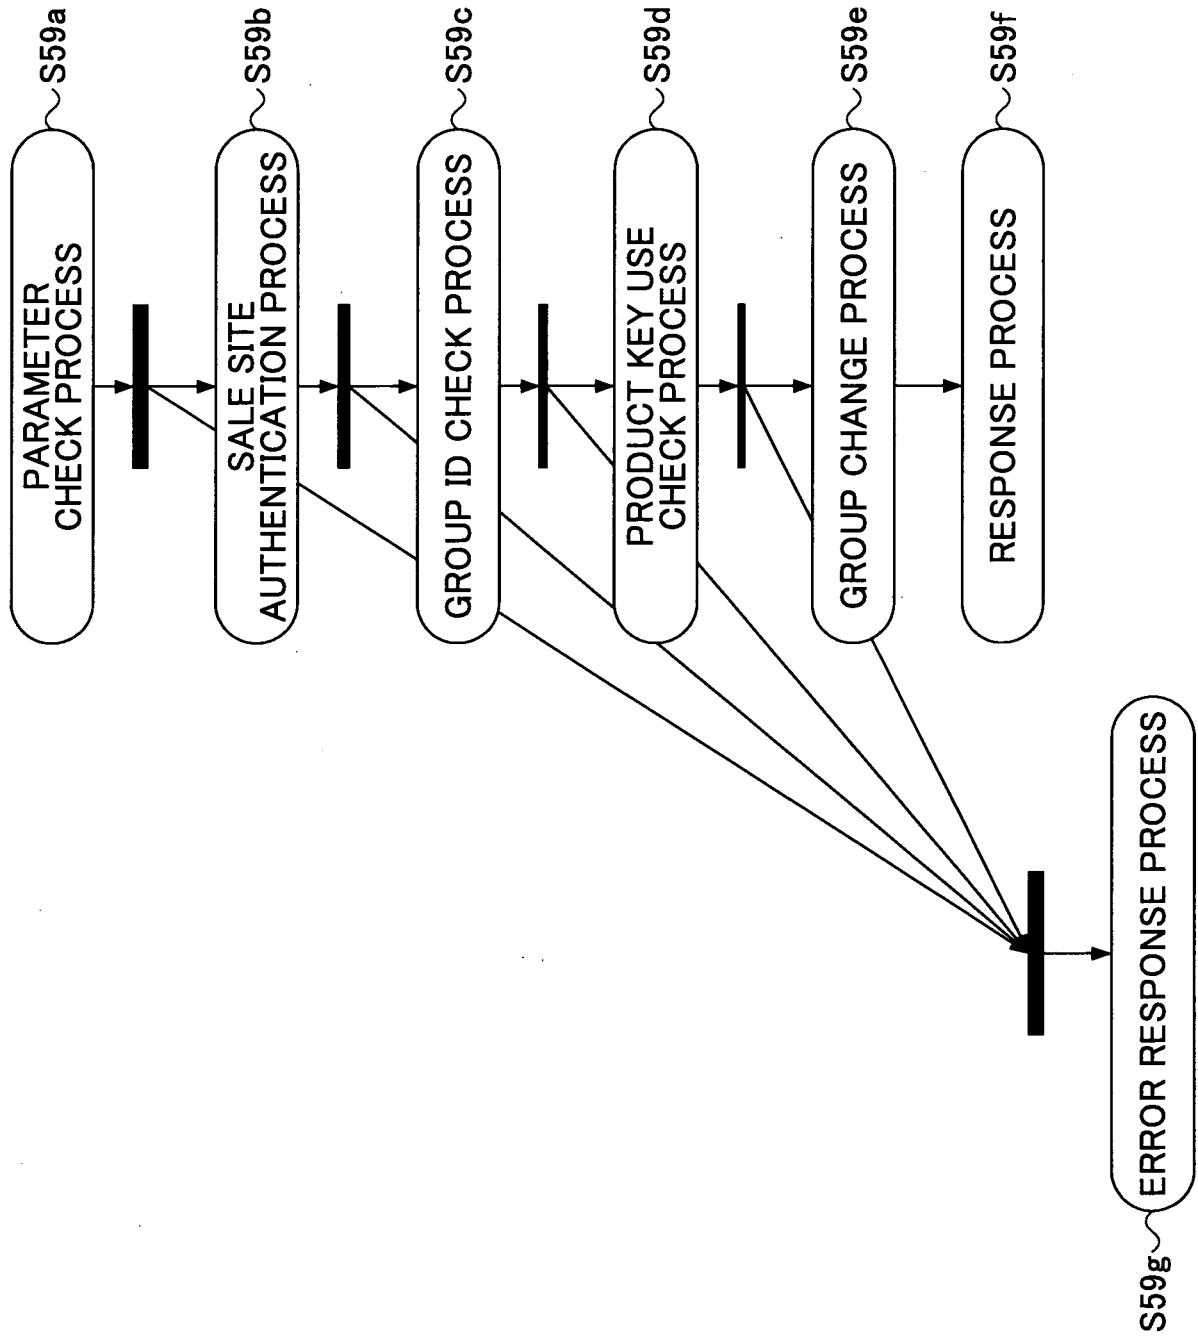 PARAMETER
CHECK PROCESS
S59a
SALE SITE
AUTHENTICATION PROCESS
S59b
GROUP ID CHECK PROCESS
S59c
PRODUCT KEY USE
CHECK PROCESS
S59d
GROUP CHANGE PROCESS
S59e
RESPONSE PROCESS
S59f
S59g
ERROR RESPONSE PROCESS